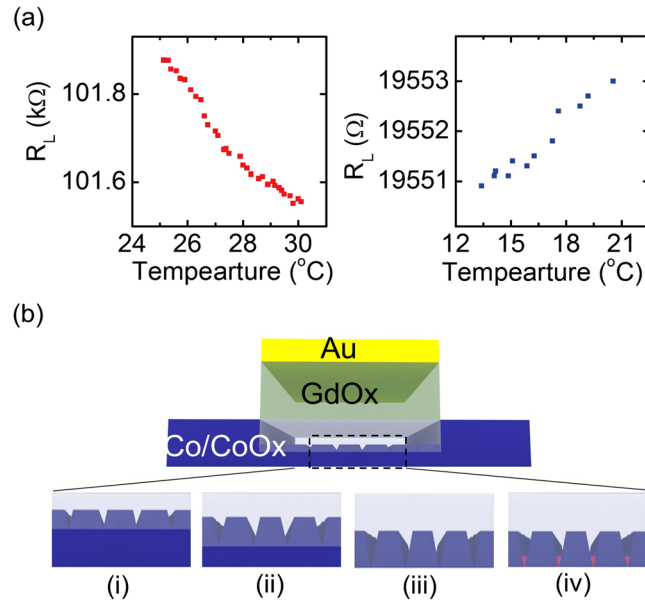 (a)
R_L (kΩ)
101.8
101.6
24 26 28 30
Tempearture (°C)
R_L (Ω)
19553
19552
19551
12 15 18 21
Tempearture (°C)
(b)
Au
GdOx
Co/CoOx
(i) (ii) (iii) (iv)